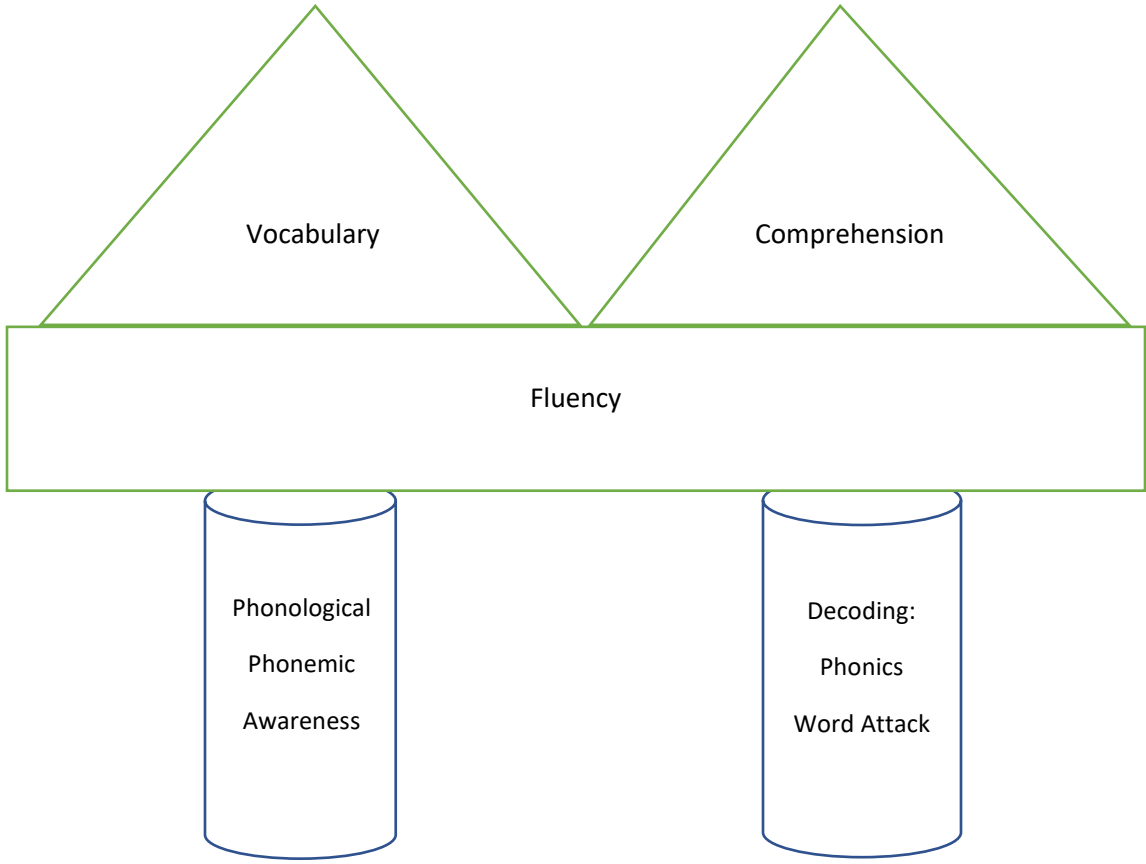 Vocabulary
Comprehension
Fluency
Phonological
Phonemic
Awareness
Decoding:
Phonics
Word Attack